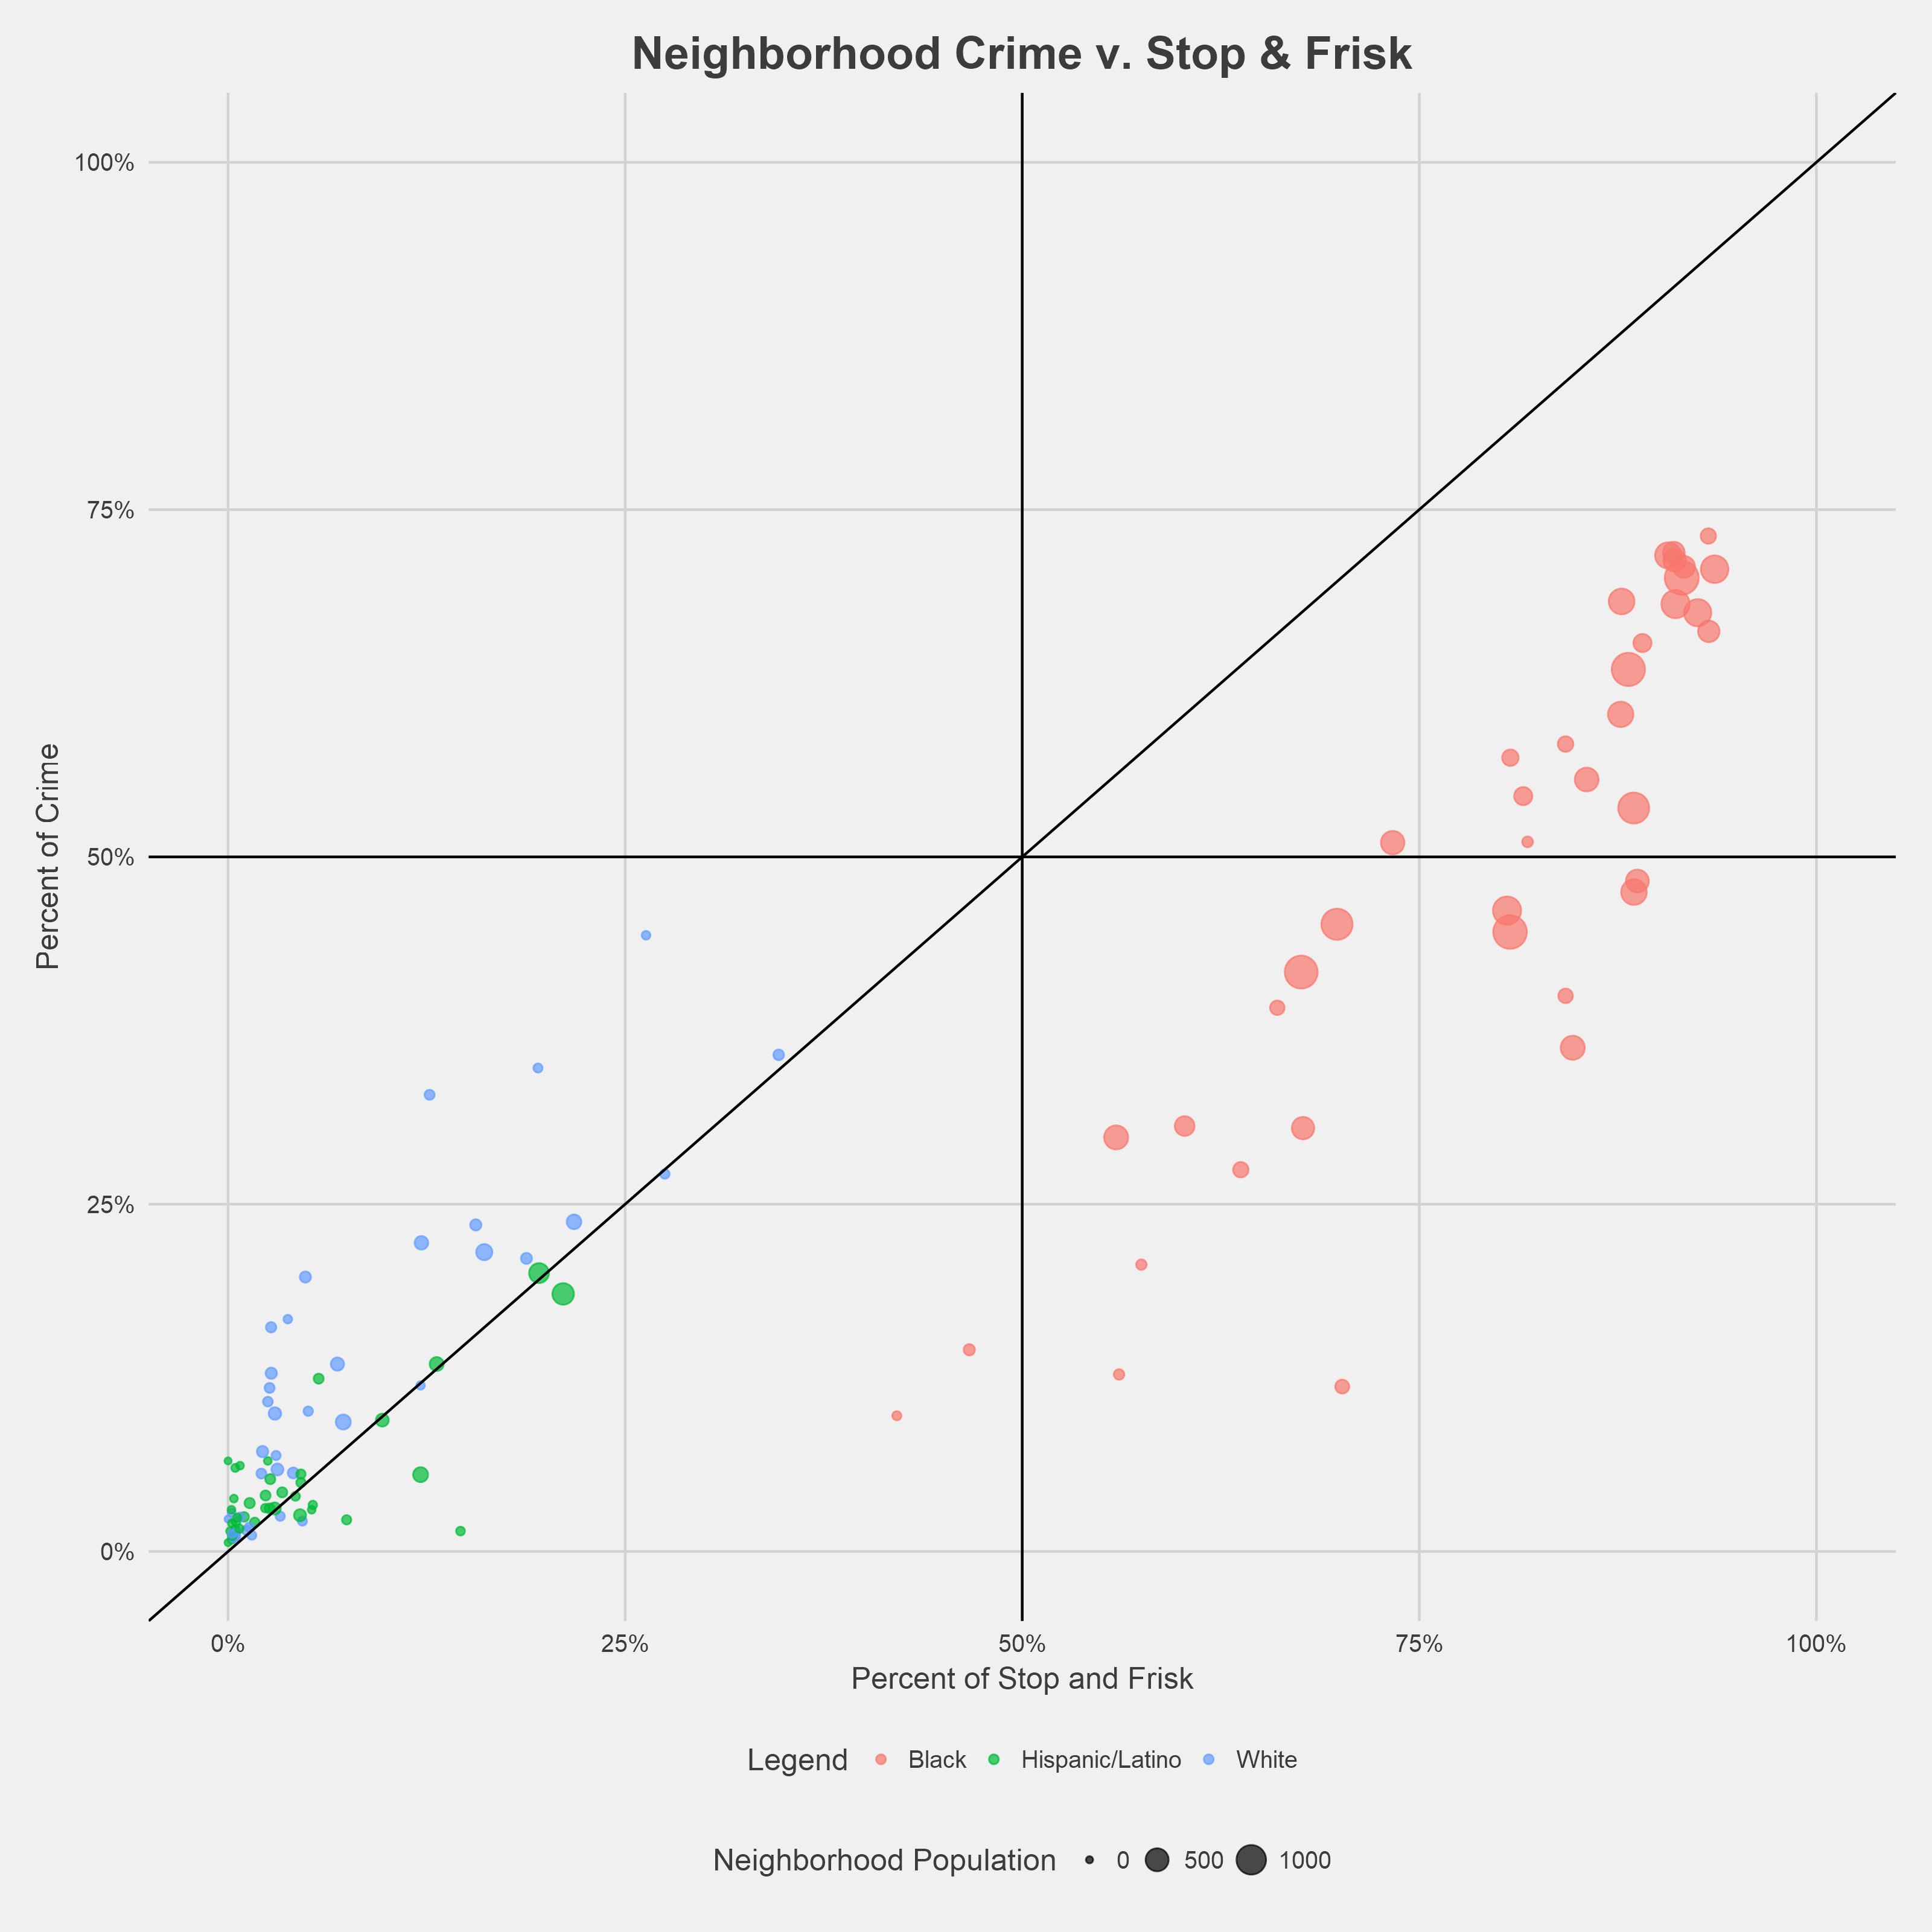 Neighborhood Crime v. Stop & Frisk
100%
75%
50%
25%
0%
Percent of Crime
0% 25% 50% 75% 100%
Percent of Stop and Frisk
Legend Black Hispanic/Latino White
Neighborhood Population 0 500 1000